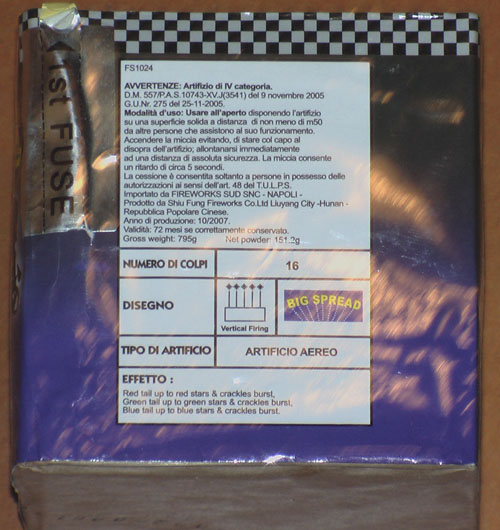 1st FUSE
FS1024
AVVERTENZE: Artifizio di IV categoria.
D.M. 557/P.A.S.10743-XV.J(3541) del 9 novembre 2005
G.U.Nr. 275 del 25-11-2005.
Modalità d'uso: Usare all'aperto disponendo l'artifizio
su una superficie solida a distanza di non meno di m50
da altre persone che assistono al suo funzionamento.
Accendere la miccia evitando, di stare col capo al
disopra dell'artifizio; allontanarsi immediatamente
ad una distanza di assoluta sicurezza. La miccia consente
un ritardo di circa 5 secondi.
La cessione è consentita soltanto a persone in possesso delle
autorizzazioni ai sensi dell'art. 48 del T.U.L.P.S.
Importato da FIREWORKS SUD SNC - NAPOLI -
Prodotto da Shiu Fung Fireworks Co.Ltd Liuyang City -Hunan -
Repubblica Popolare Cinese.
Anno di produzione: 10/2007.
Validità: 72 mesi se correttamente conservato.
Gross weight: 795g Net powder: 151.2g
NUMERO DI COLPI 16
DISEGNO
Vertical Firing
BIG SPREAD
TIPO DI ARTIFICIO ARTIFICIO AEREO
EFFETTO :
Red tail up to red stars & crackles burst,
Green tail up to green stars & crackles burst,
Blue tail up to blue stars & crackles burst.